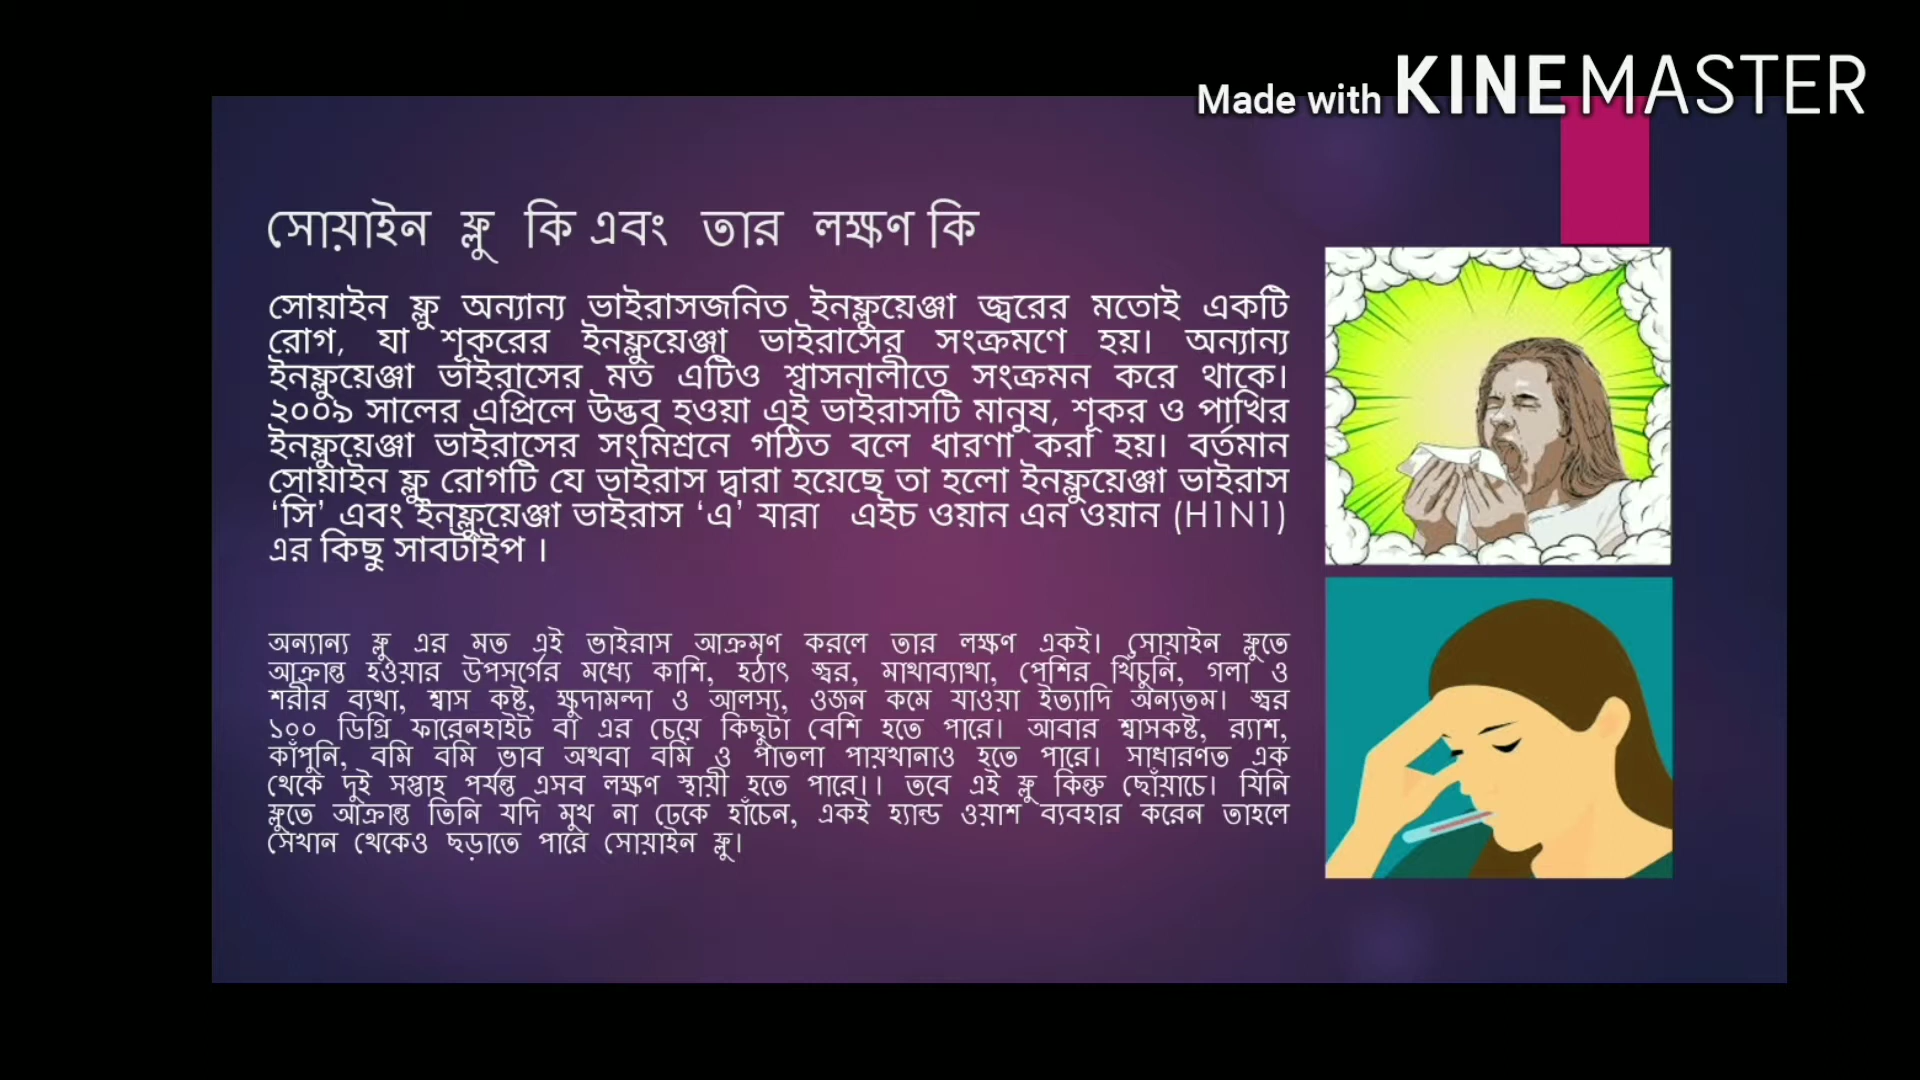 Made with KINEMASTER
সোয়াইন ফ্লু কি এবং তার লক্ষণ কি
সোয়াইন ফ্লু অন্যান্য ভাইরাসজনিত ইনফ্লুয়েঞ্জা জ্বরের মতোই একটি
রোগ, যা শূকরের ইনফ্লুয়েঞ্জা ভাইরাসের সংক্রমণে হয়। অন্যান্য
ইনফ্লুয়েঞ্জা ভাইরাসের মত এটিও শ্বাসনালীতে সংক্রমন করে থাকে।
২০০৯ সালের এপ্রিলে উদ্ভব হওয়া এই ভাইরাসটি মানুষ, শূকর ও পাখির
ইনফ্লুয়েঞ্জা ভাইরাসের সংমিশ্রনে গঠিত বলে ধারণা করা হয়। বর্তমান
সোয়াইন ফ্লু রোগটি যে ভাইরাস দ্বারা হয়েছে তা হলো ইনফ্লুয়েঞ্জা ভাইরাস
‘সি’ এবং ইনফ্লুয়েঞ্জা ভাইরাস ‘এ’ যারা এইচ ওয়ান এন ওয়ান (H1N1)
এর কিছু সাবটাইপ ।
অন্যান্য ফ্লু এর মত এই ভাইরাস আক্রমণ করলে তার লক্ষণ একই। সোয়াইন ফ্লুতে
আক্রান্ত হওয়ার উপসর্গের মধ্যে কাশি, হঠাৎ জ্বর, মাথাব্যাথা, পেশির খিঁচুনি, গলা ও
শরীর ব্যথা, শ্বাস কষ্ট, ক্ষুদামন্দা ও আলস্য, ওজন কমে যাওয়া ইত্যাদি অন্যতম। জ্বর
১০০ ডিগ্রি ফারেনহাইট বা এর চেয়ে কিছুটা বেশি হতে পারে। আবার শ্বাসকষ্ট, র‍্যাশ,
কাঁপুনি, বমি বমি ভাব অথবা বমি ও পাতলা পায়খানাও হতে পারে। সাধারণত এক
থেকে দুই সপ্তাহ পর্যন্ত এসব লক্ষণ স্থায়ী হতে পারে।। তবে এই ফ্লু কিন্তু ছোঁয়াচে। যিনি
ফ্লুতে আক্রান্ত তিনি যদি মুখ না ঢেকে হাঁচেন, একই হ্যান্ড ওয়াশ ব্যবহার করেন তাহলে
সেখান থেকেও ছড়াতে পারে সোয়াইন ফ্লু।